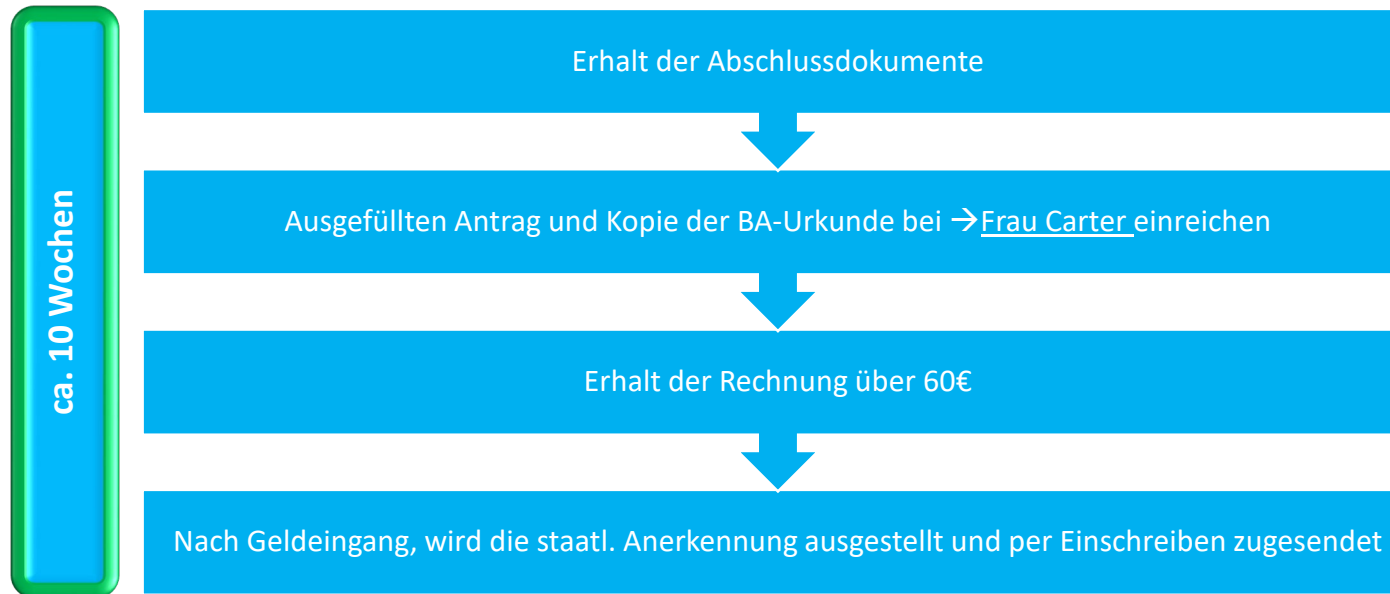 ca. 10 Wochen
Erhalt der Abschlussdokumente
Ausgefüllten Antrag und Kopie der BA-Urkunde bei →Frau Carter einreichen
Erhalt der Rechnung über 60€
Nach Geldeingang, wird die staatl. Anerkennung ausgestellt und per Einschreiben zugesendet